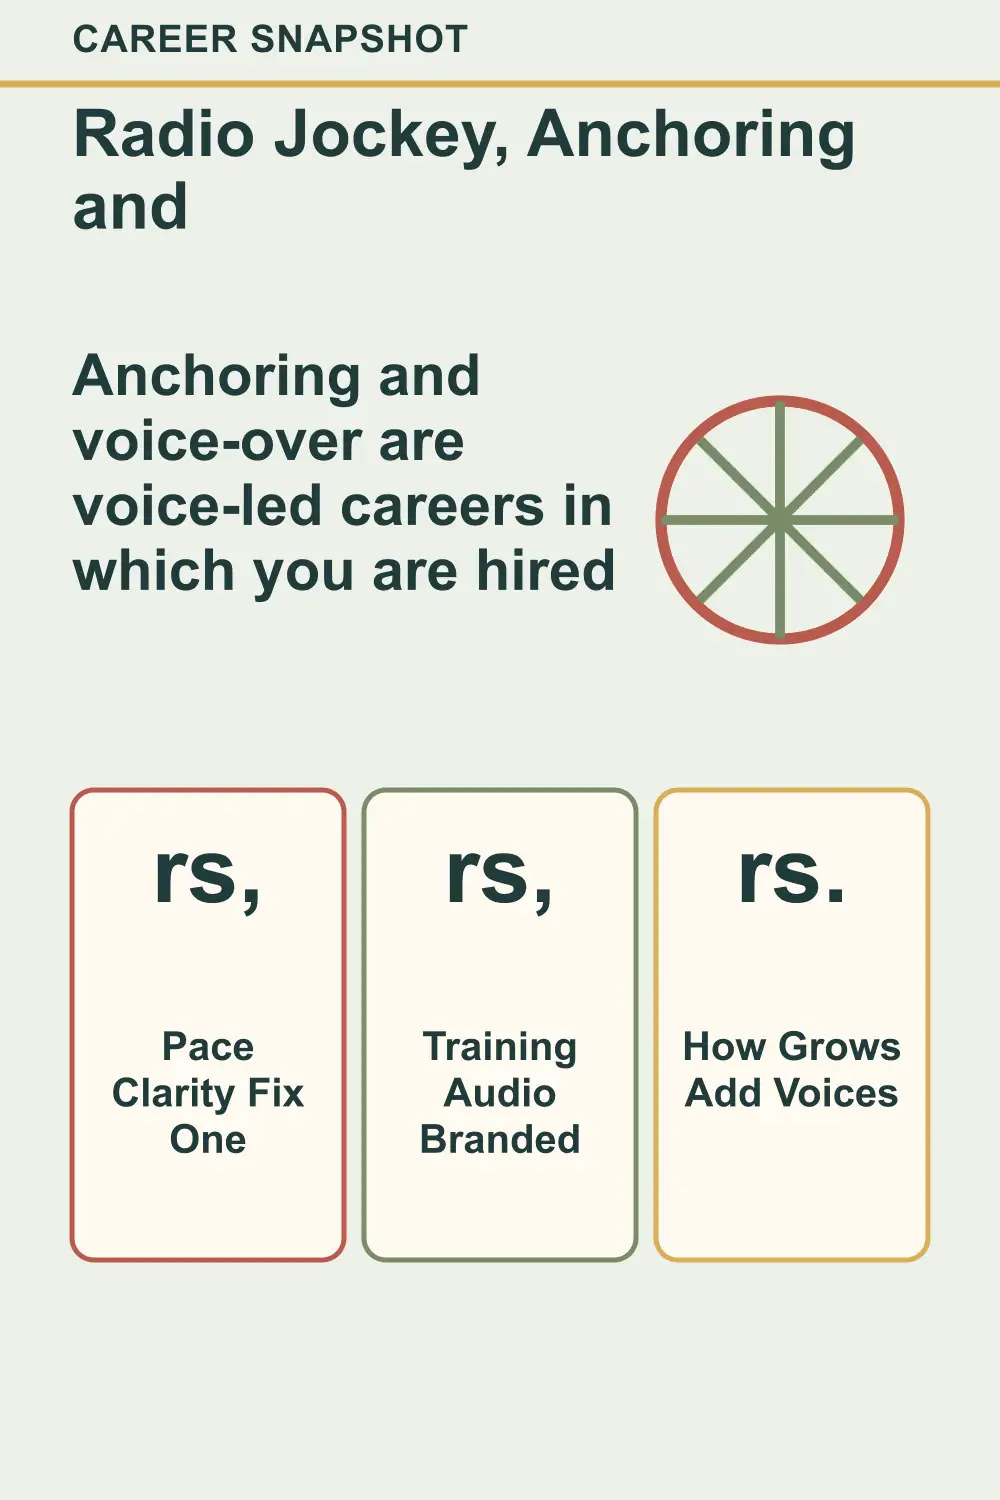 CAREER SNAPSHOT
Radio Jockey, Anchoring
and
Anchoring and
voice-over are
voice-led careers in
which you are hired
rs,
Pace
Clarity Fix
One
rs,
Training
Audio
Branded
rs.
How Grows
Add Voices